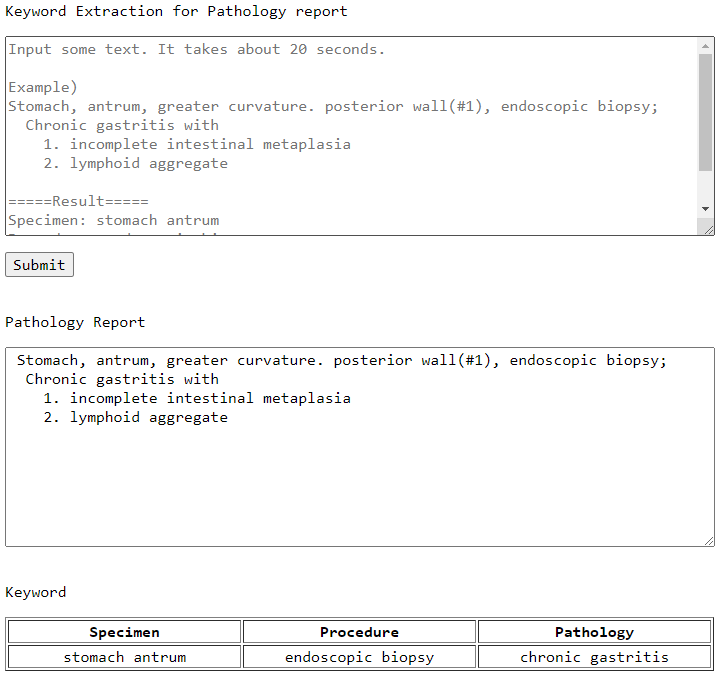 Keyword Extraction for Pathology report
Input some text. It takes about 20 seconds.
Example)
Stomach, antrum, greater curvature. posterior wall(#1), endoscopic biopsy;
Chronic gastritis with
1. incomplete intestinal metaplasia
2. lymphoid aggregate
=====Result=====
Specimen: stomach antrum
Submit
Pathology Report
Stomach, antrum, greater curvature. posterior wall(#1), endoscopic biopsy;
Chronic gastritis with
1. incomplete intestinal metaplasia
2. lymphoid aggregate
Keyword
Specimen Procedure Pathology
stomach antrum endoscopic biopsy chronic gastritis